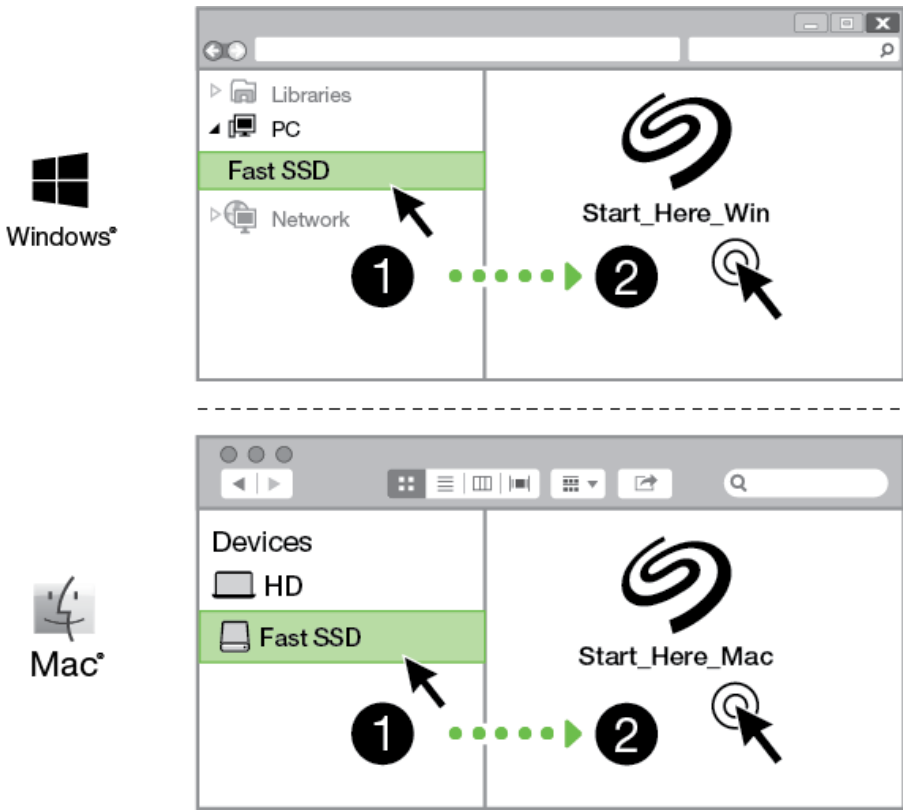 Libraries
PC
Fast SSD
Network
Start_Here_Win
1
2
Windows®
Devices
HD
Fast SSD
Start_Here_Mac
1
2
Mac®